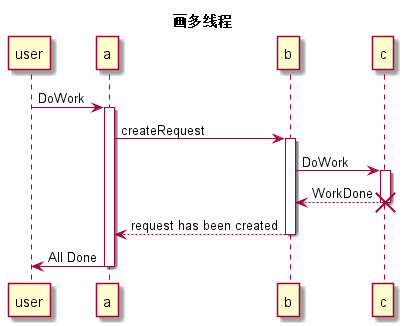 画多线程
user a b c
DoWork
createRequest
DoWork
WorkDone
request has been created
All Done
user a b c